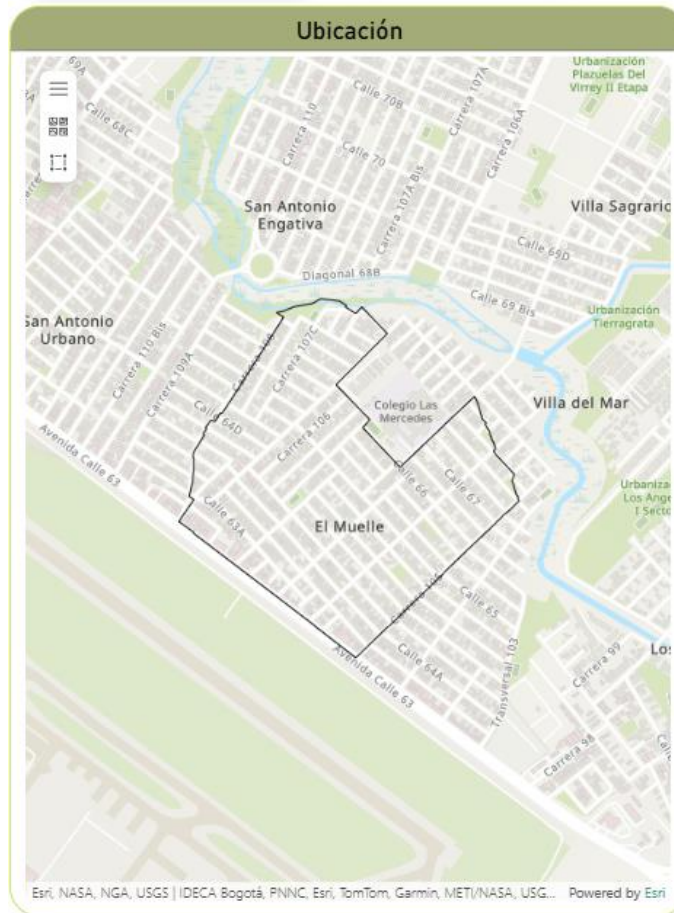 Ubicación
Urbanización
Plazuelas Del
Virrey II Etapa
69A
Calle 68C
Carrera 110
Calle 70B
Carrera 107A
Carrera 106A
Calle 70
Carrera 107A Bis
San Antonio
Engativa
Villa Sagrario
Calle 69D
Diagonal 68B
Calle 69 Bis
Urbanización
Tierragrata
San Antonio
Urbano
Carrera 110 Bis
Carrera 109A
Carrera 108
Carrera 107C
Colegio Las
Mercedes
Villa del Mar
Calle 64D
Carrera 106
Avenida Calle 63
Calle 66
Calle 67
Calle 63A
El Muelle
Carrera 105
Calle 65
Calle 64A
Avenida Calle 63
Transversal 103
Carrera 99
Carrera 98
Esri, NASA, NGA, USGS | IDECA Bogotá, PNNC, Esri, TomTom, Garmin, METI/NASA, USG... Powered by Esri